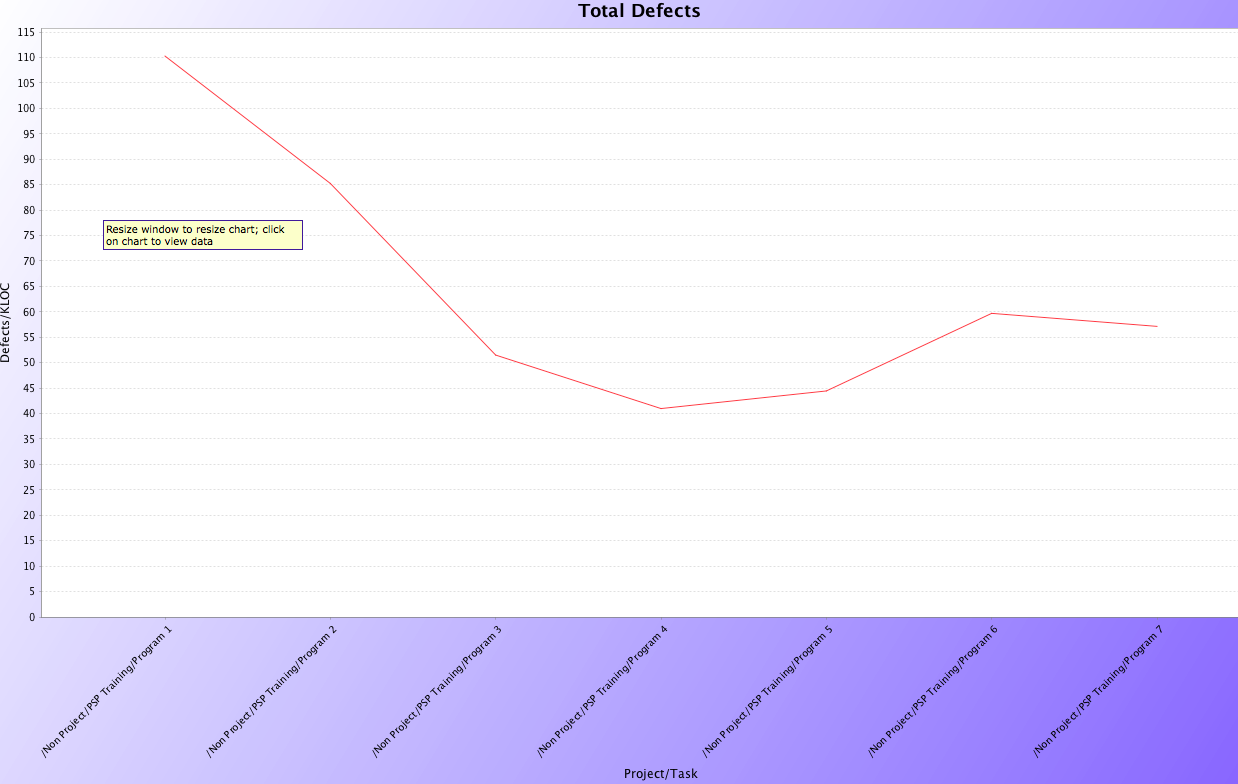 Total Defects
115
110
105
100
95
90
85
80
75
70
65
60
55
50
45
40
35
30
25
20
15
10
5
0
Defects/KLOC
Resize window to resize chart; click
on chart to view data
/Non Project/PSP Training/Program 1
/Non Project/PSP Training/Program 2
/Non Project/PSP Training/Program 3
/Non Project/PSP Training/Program 4
/Non Project/PSP Training/Program 5
/Non Project/PSP Training/Program 6
/Non Project/PSP Training/Program 7
Project/Task